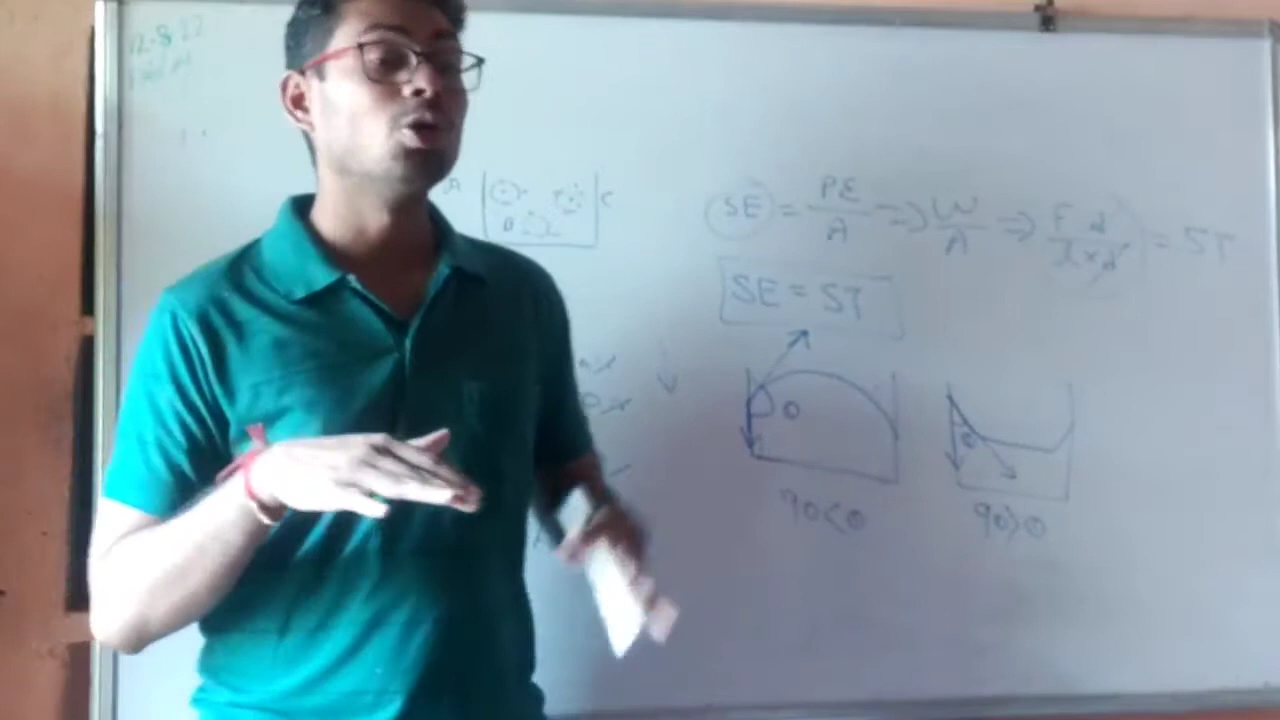 A B C
SE = PE/A => W/A => F d/l×d = ST
SE = ST
θ
θ
90<θ
90>θ